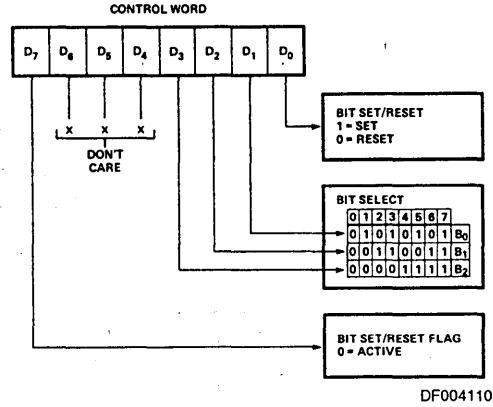 CONTROL WORD
D7 D6 D5 D4 D3 D2 D1 D0
X X X
DON'T
CARE
BIT SET/RESET
1 = SET
0 = RESET
BIT SELECT
0 1 2 3 4 5 6 7
0 1 0 1 0 1 0 1 B0
0 0 1 1 0 0 1 1 B1
0 0 0 0 1 1 1 1 B2
BIT SET/RESET FLAG
0 = ACTIVE
DF004110